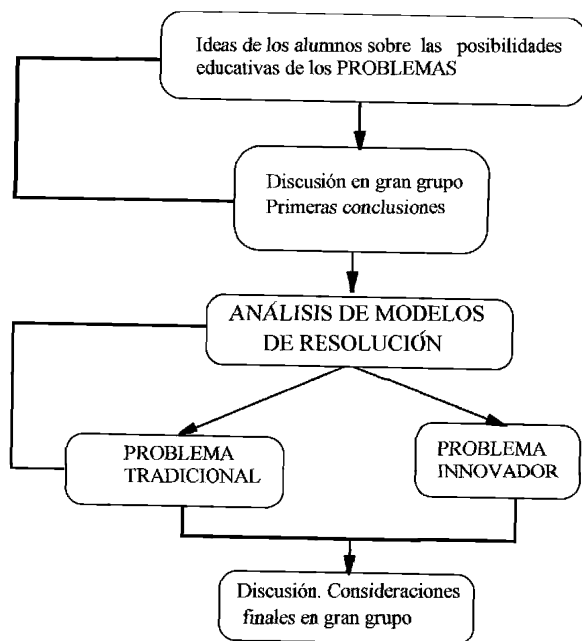 Ideas de los alumnos sobre las posibilidades
educativas de los PROBLEMAS
Discusión en gran grupo
Primeras conclusiones
ANÁLISIS DE MODELOS
DE RESOLUCIÓN
PROBLEMA
TRADICIONAL
PROBLEMA
INNOVADOR
Discusión. Consideraciones
finales en gran grupo